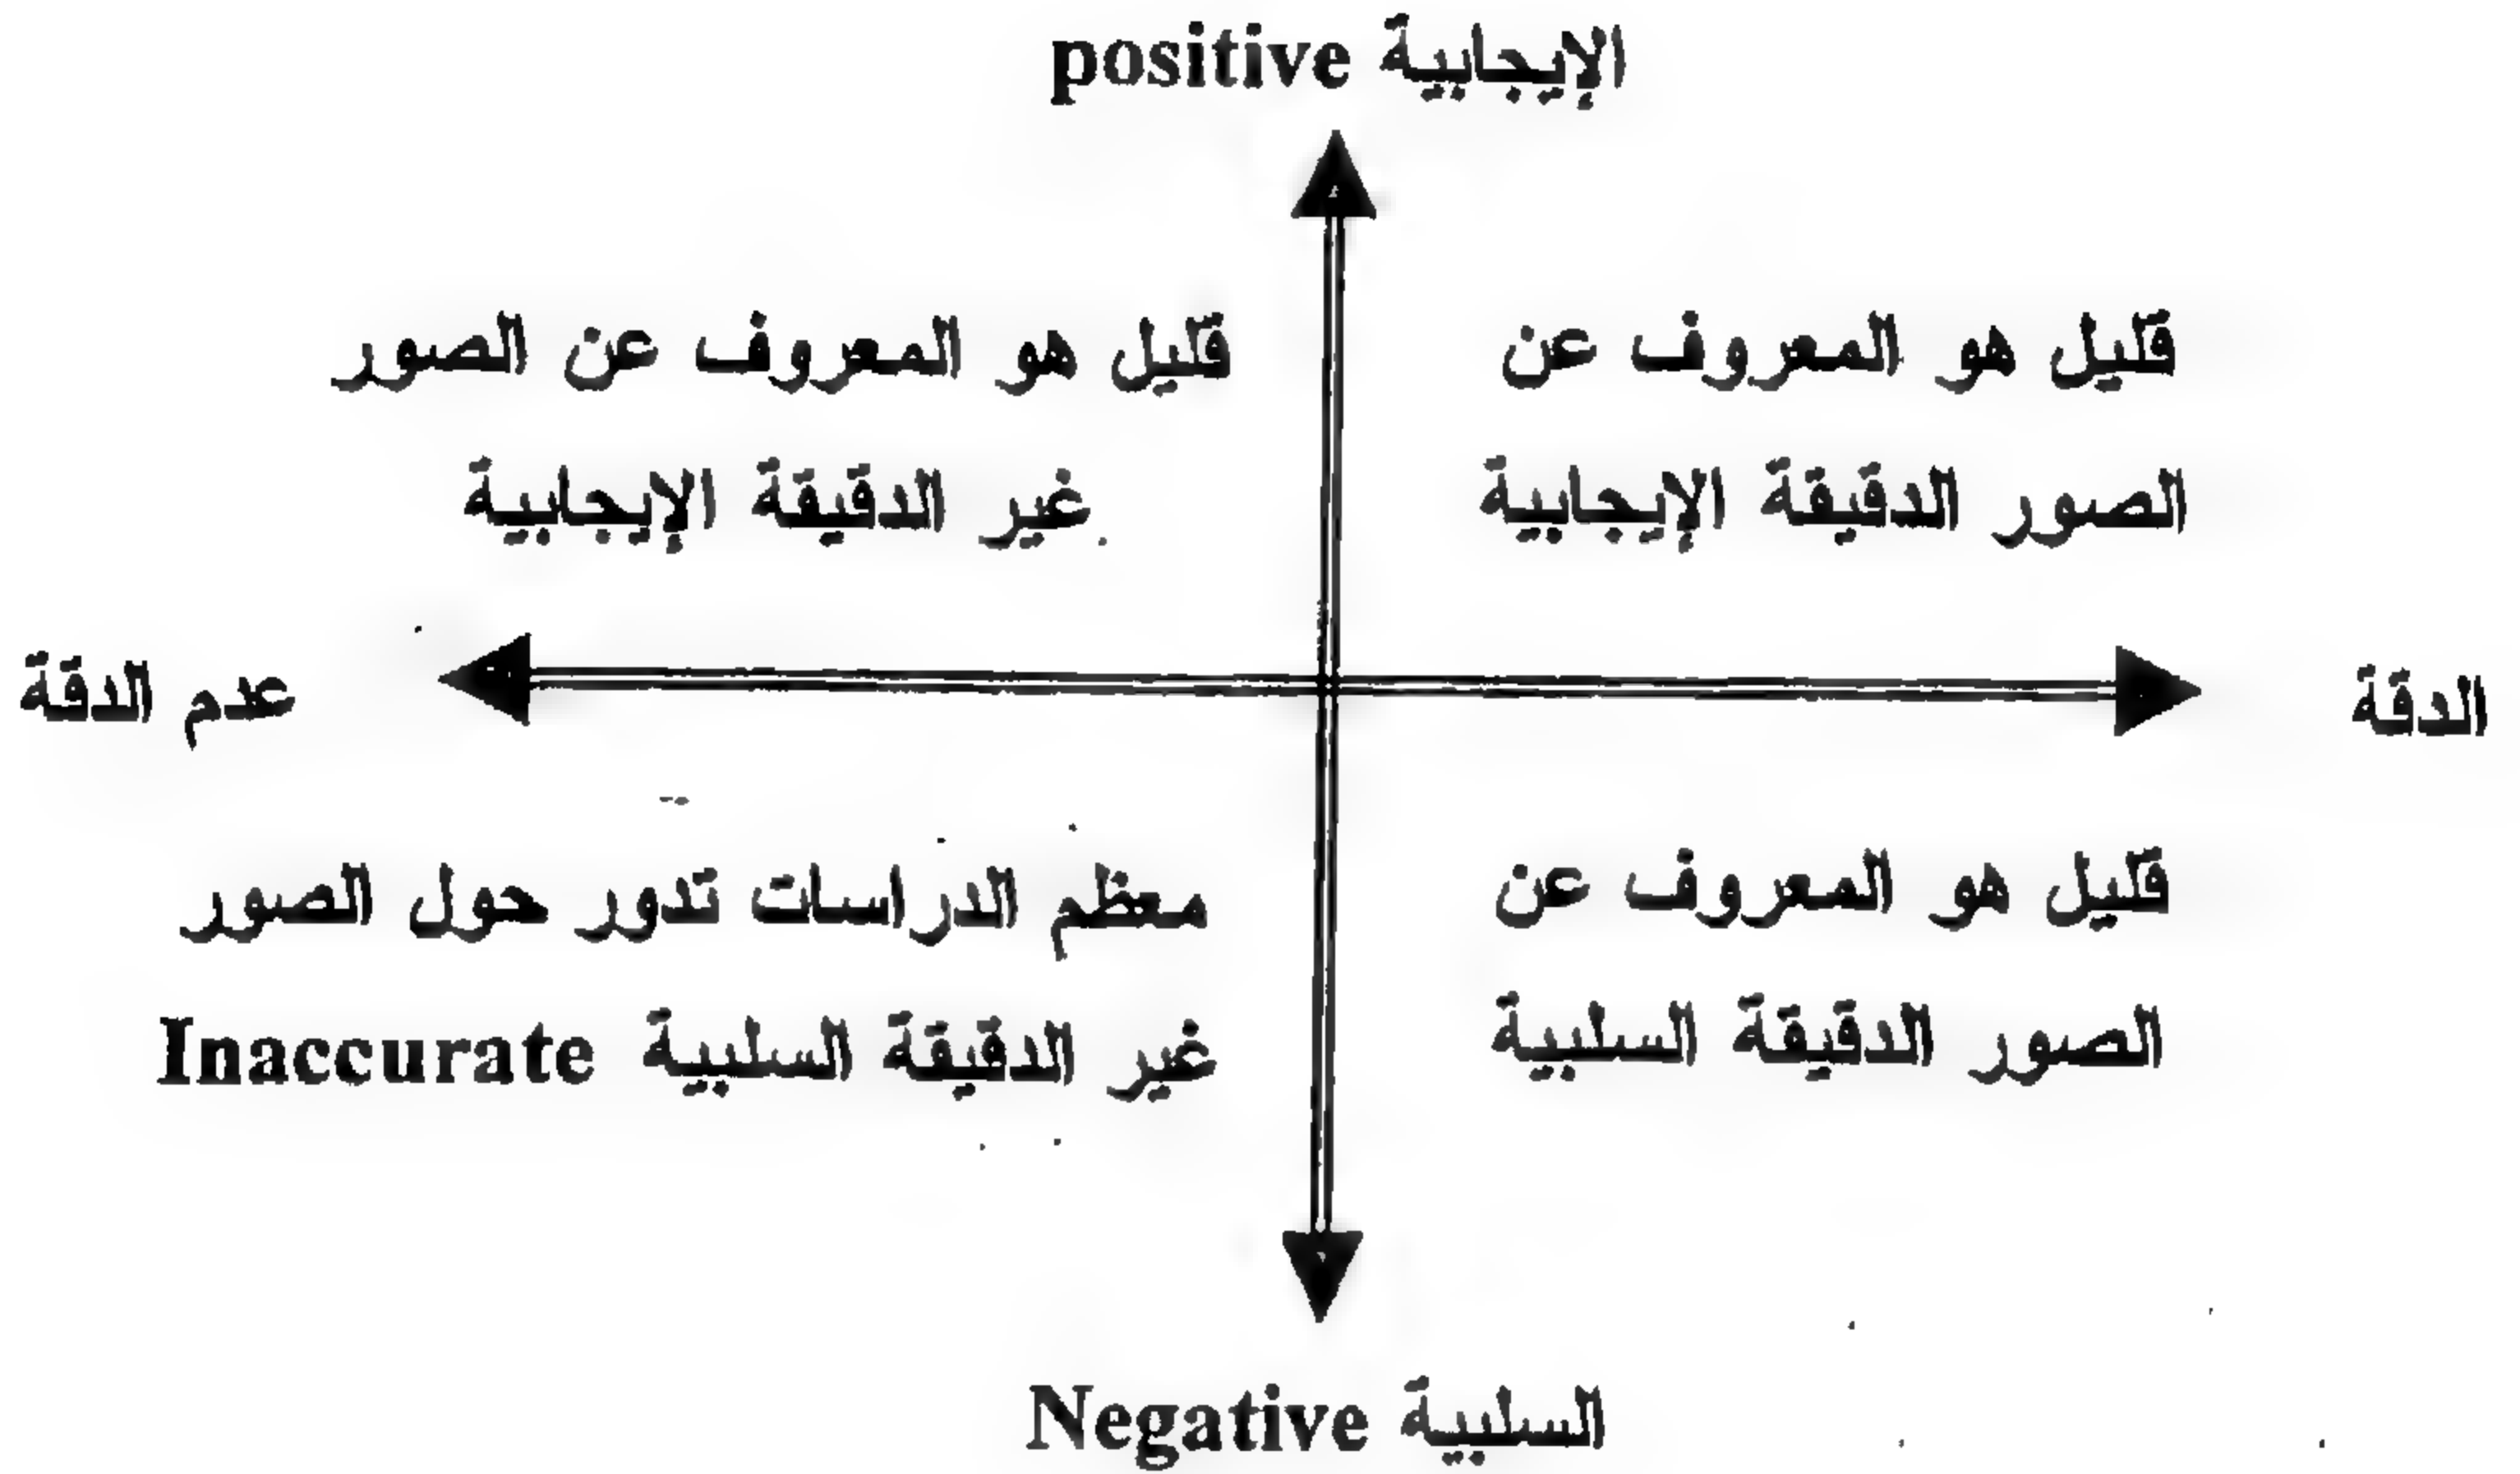 الإيجابية positive
قليل هو المعروف عن
الصور الدقيقة الإيجابية
قليل هو المعروف عن الصور
غير الدقيقة الإيجابية
الدقة
عدم الدقة
قليل هو المعروف عن
الصور الدقيقة السلبية
معظم الدراسات تدور حول الصور
غير الدقيقة السلبية Inaccurate
السلبية Negative